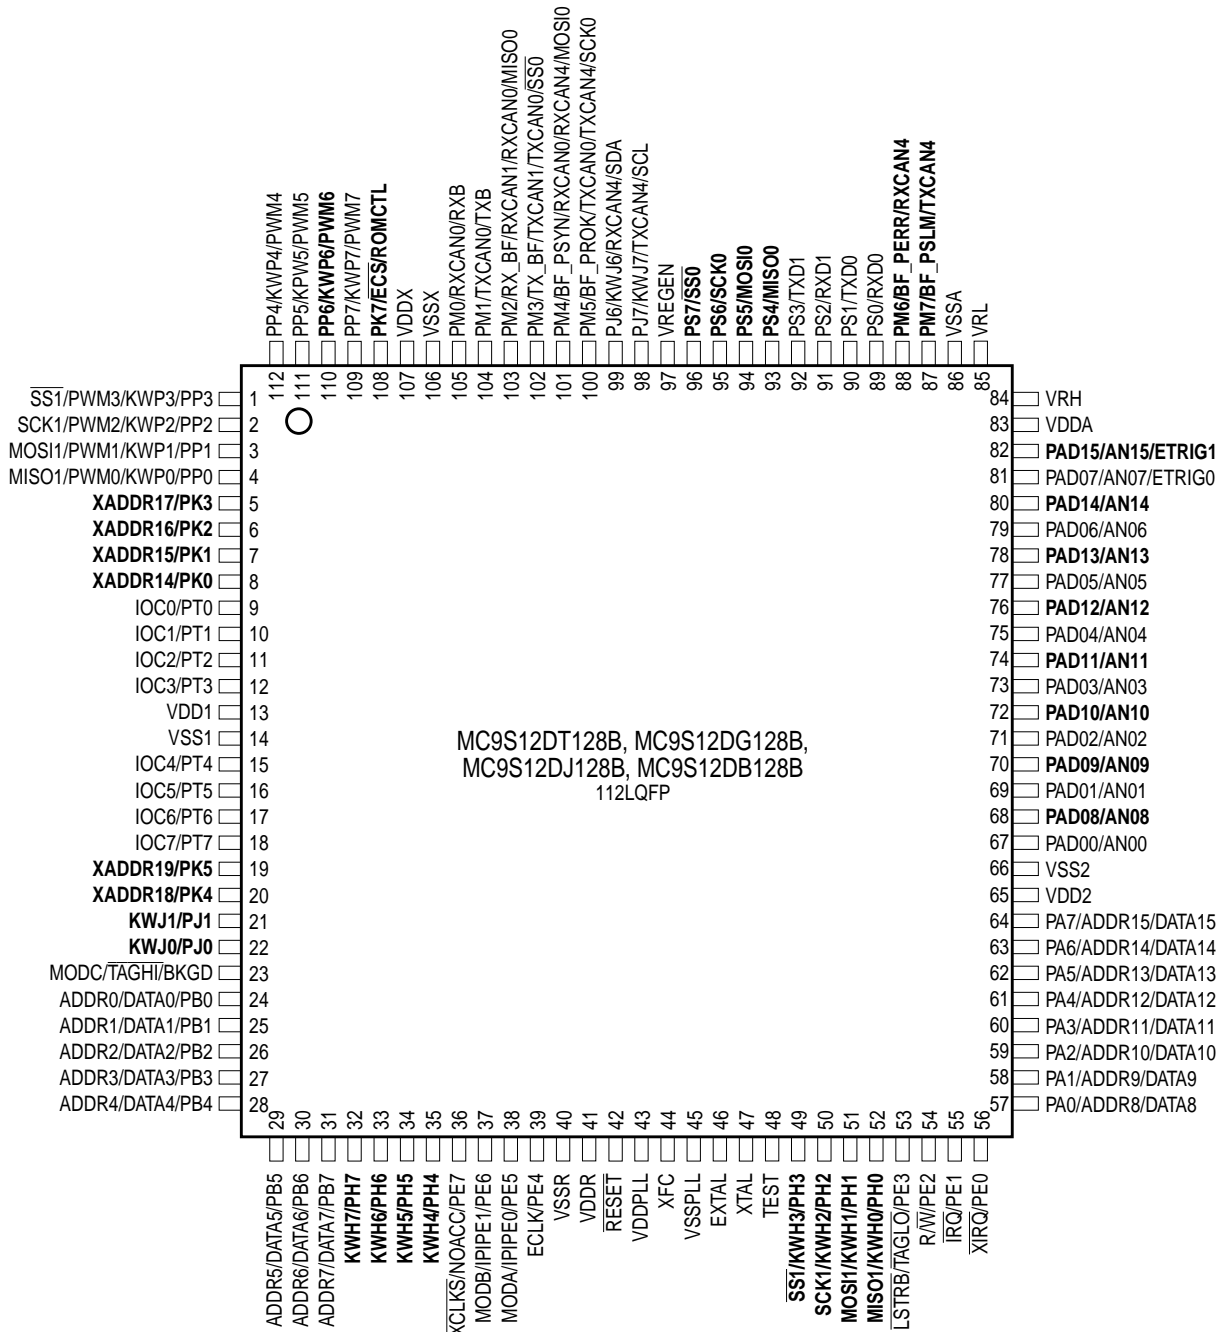 PP4/KWP4/PWM4
PP5/KPW5/PWM5
PP6/KWP6/PWM6
PP7/KWP7/PWM7
PK7/ECS/ROMCTL
VDDX
VSSX
PM0/RXCAN0/RXB
PM1/TXCAN0/TXB
PM2/RX_BF/RXCAN1/RXCAN0/MISO0
PM3/TX_BF/TXCAN1/TXCAN0/SS0
PM4/BF_PSYN/RXCAN0/RXCAN4/MOSI0
PM5/BF_PROK/TXCAN0/TXCAN4/SCK0
PJ6/KWJ6/RXCAN4/SDA
PJ7/KWJ7/TXCAN4/SCL
VREGEN
PS7/SS0
PS6/SCK0
PS5/MOSI0
PS4/MISO0
PS3/TXD1
PS2/RXD1
PS1/TXD0
PS0/RXD0
PM6/BF_PERR/RXCAN4
PM7/BF_PSLM/TXCAN4
VSSA
VRL
112
111
110
109
108
107
106
105
104
103
102
101
100
99
98
97
96
95
94
93
92
91
90
89
88
87
86
85
SS1/PWM3/KWP3/PP3 1
SCK1/PWM2/KWP2/PP2 2
MOSI1/PWM1/KWP1/PP1 3
MISO1/PWM0/KWP0/PP0 4
XADDR17/PK3 5
XADDR16/PK2 6
XADDR15/PK1 7
XADDR14/PK0 8
IOC0/PT0 9
IOC1/PT1 10
IOC2/PT2 11
IOC3/PT3 12
VDD1 13
VSS1 14
IOC4/PT4 15
IOC5/PT5 16
IOC6/PT6 17
IOC7/PT7 18
XADDR19/PK5 19
XADDR18/PK4 20
KWJ1/PJ1 21
KWJ0/PJ0 22
MODC/TAGHI/BKGD 23
ADDR0/DATA0/PB0 24
ADDR1/DATA1/PB1 25
ADDR2/DATA2/PB2 26
ADDR3/DATA3/PB3 27
ADDR4/DATA4/PB4 28
MC9S12DT128B, MC9S12DG128B,
MC9S12DJ128B, MC9S12DB128B
112LQFP
84 VRH
83 VDDA
82 PAD15/AN15/ETRIG1
81 PAD07/AN07/ETRIG0
80 PAD14/AN14
79 PAD06/AN06
78 PAD13/AN13
77 PAD05/AN05
76 PAD12/AN12
75 PAD04/AN04
74 PAD11/AN11
73 PAD03/AN03
72 PAD10/AN10
71 PAD02/AN02
70 PAD09/AN09
69 PAD01/AN01
68 PAD08/AN08
67 PAD00/AN00
66 VSS2
65 VDD2
64 PA7/ADDR15/DATA15
63 PA6/ADDR14/DATA14
62 PA5/ADDR13/DATA13
61 PA4/ADDR12/DATA12
60 PA3/ADDR11/DATA11
59 PA2/ADDR10/DATA10
58 PA1/ADDR9/DATA9
57 PA0/ADDR8/DATA8
29
30
31
32
33
34
35
36
37
38
39
40
41
42
43
44
45
46
47
48
49
50
51
52
53
54
55
56
ADDR5/DATA5/PB5
ADDR6/DATA6/PB6
ADDR7/DATA7/PB7
KWH7/PH7
KWH6/PH6
KWH5/PH5
KWH4/PH4
XCLKS/NOACC/PE7
MODB/IPIPE1/PE6
MODA/IPIPE0/PE5
ECLK/PE4
VSSR
VDDR
RESET
VDDPLL
XFC
VSSPLL
EXTAL
XTAL
TEST
SS1/KWH3/PH3
SCK1/KWH2/PH2
MOSI1/KWH1/PH1
MISO1/KWH0/PH0
LSTRB/TAGLO/PE3
R/W/PE2
IRQ/PE1
XIRQ/PE0